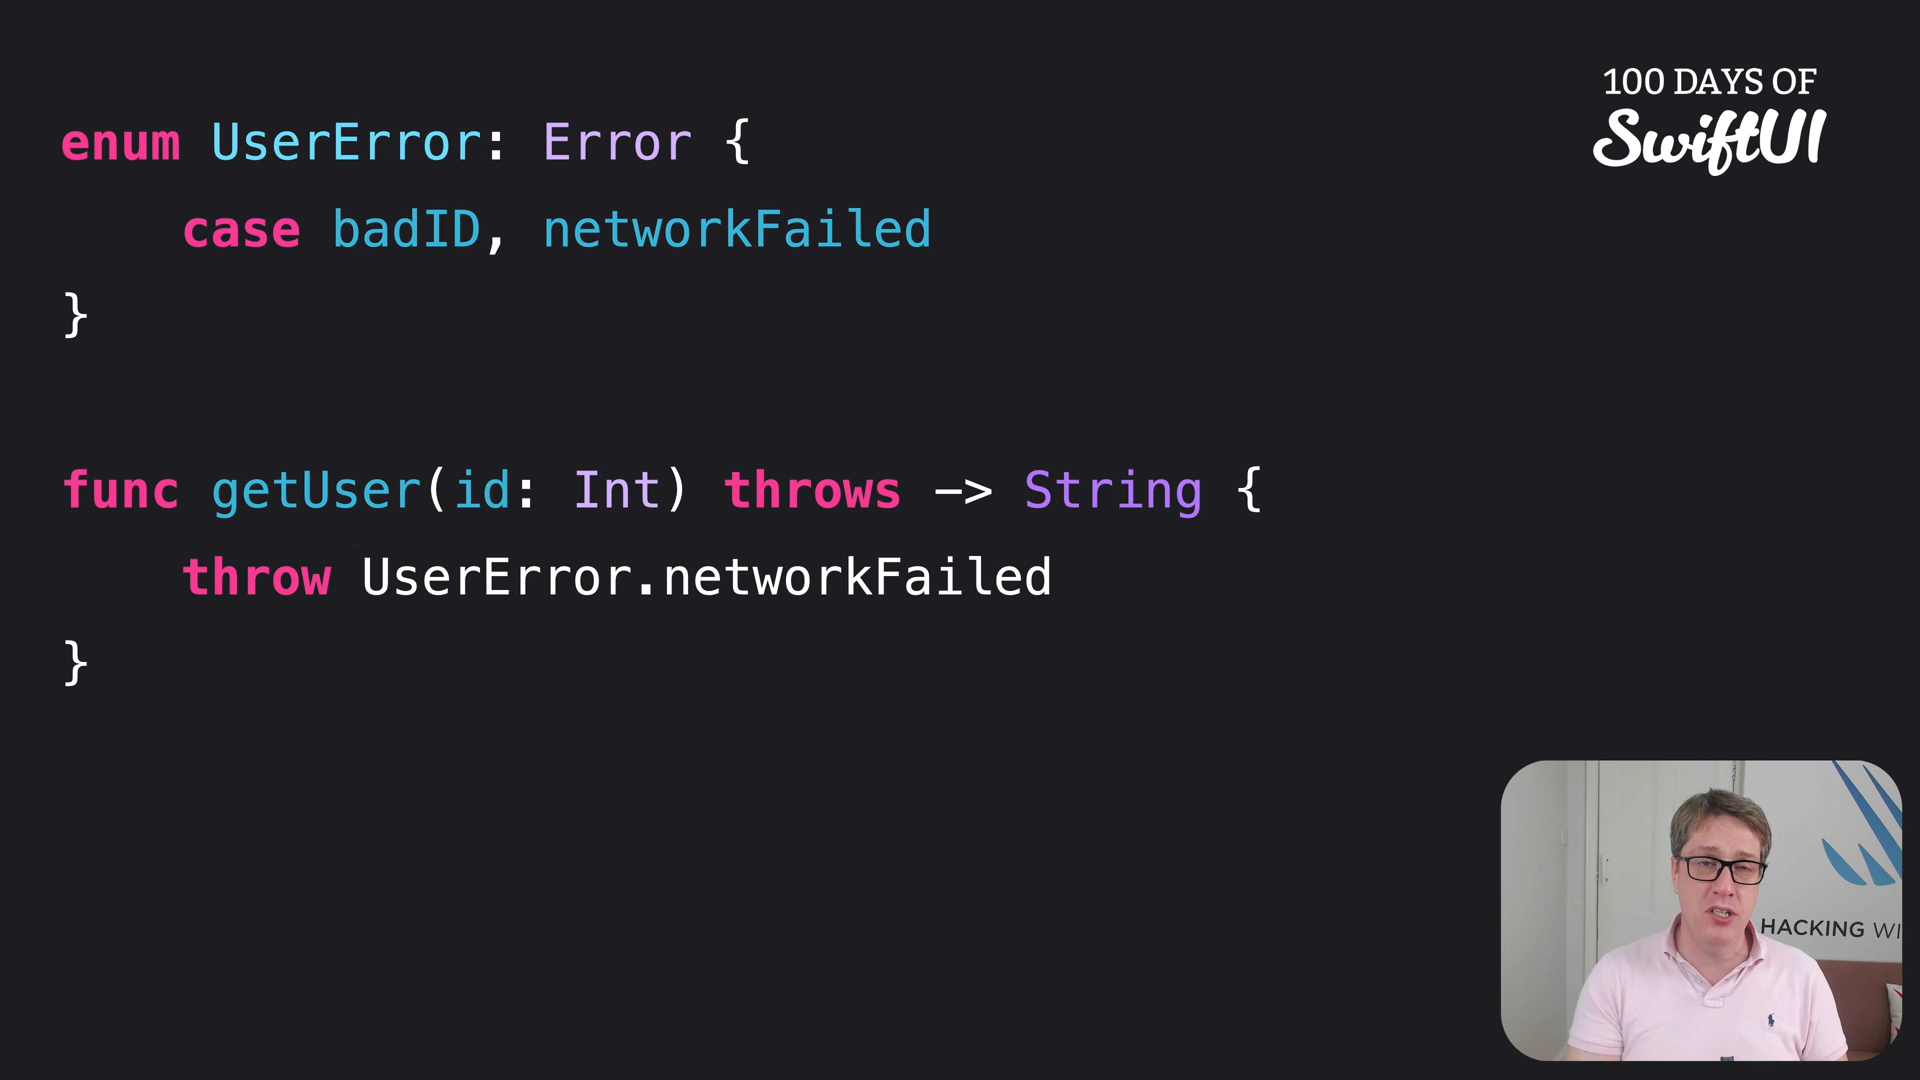 enum UserError: Error {
    case badID, networkFailed
}
func getUser(id: Int) throws -> String {
    throw UserError.networkFailed
}
100 DAYS OF
SwiftUI
HACKING WI